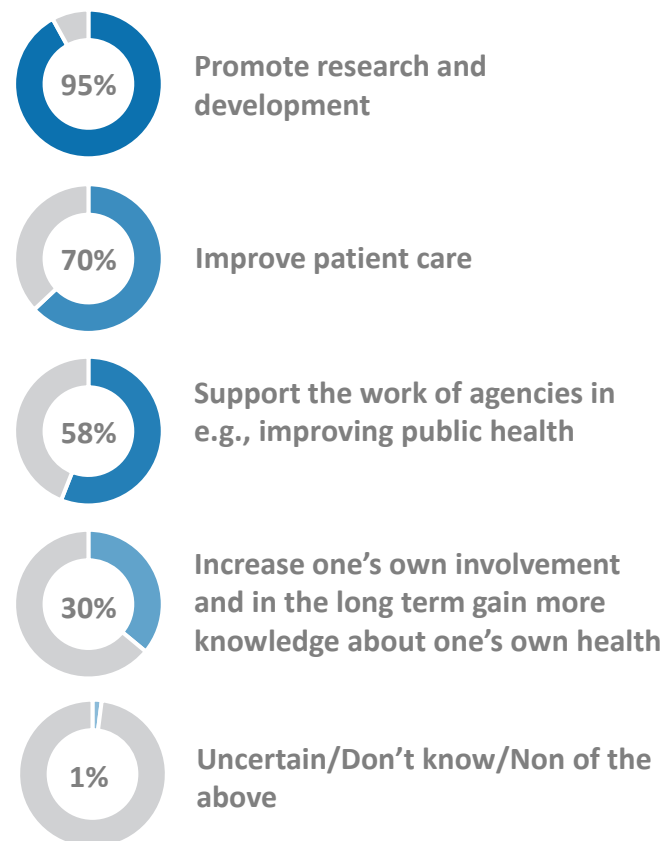 95%
Promote research and
development
70%
Improve patient care
58%
Support the work of agencies in
e.g., improving public health
30%
Increase one’s own involvement
and in the long term gain more
knowledge about one’s own health
1%
Uncertain/Don’t know/Non of the
above